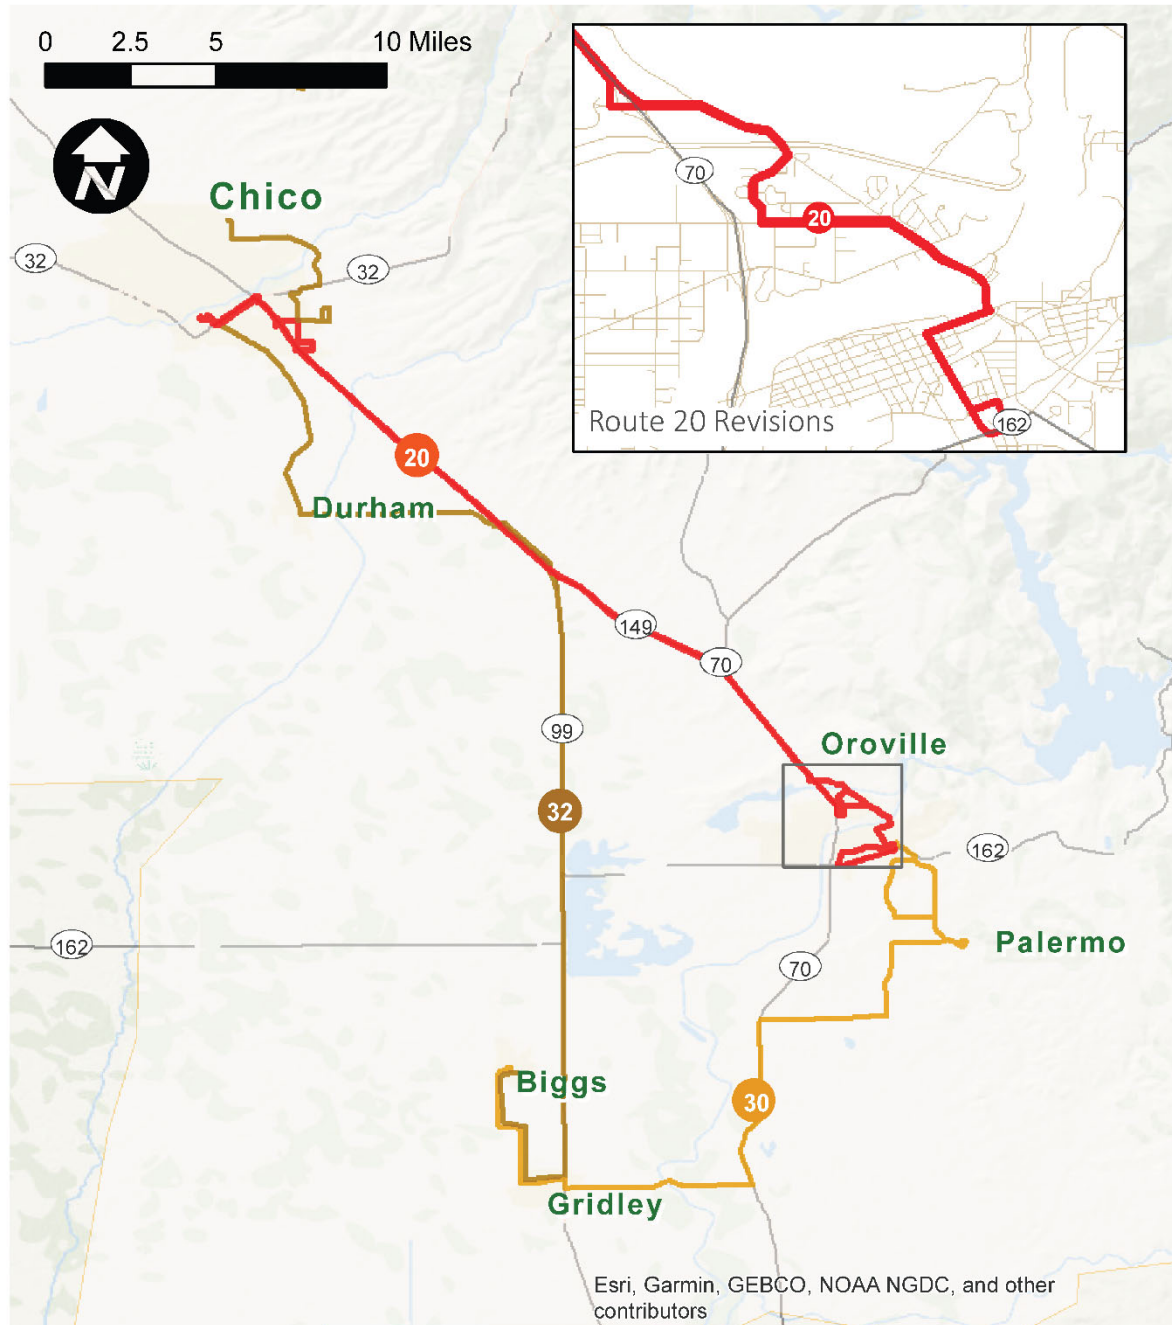 0 2.5 5 10 Miles
N
Chico
32
32
70
20
162
Route 20 Revisions
20
Durham
149
70
99
Oroville
32
162
162
Palermo
70
Biggs
30
Gridley
Esri, Garmin, GEBCO, NOAA NGDC, and other
contributors